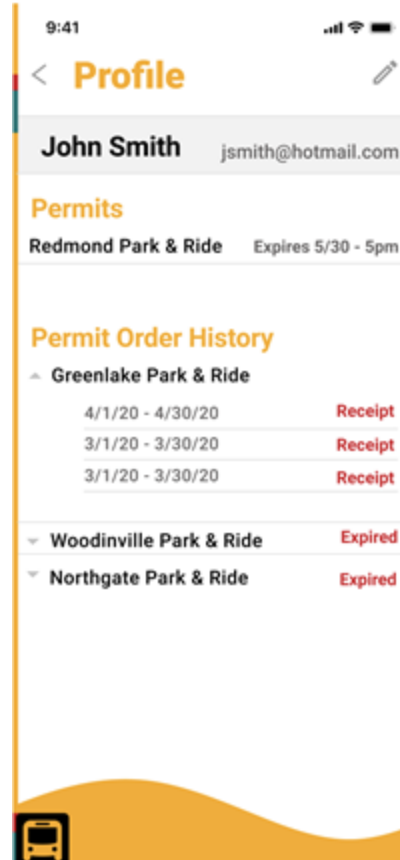 9:41
Profile
John Smith jsmith@hotmail.com
Permits
Redmond Park & Ride Expires 5/30 - 5pm
Permit Order History
Greenlake Park & Ride
4/1/20 - 4/30/20 Receipt
3/1/20 - 3/30/20 Receipt
3/1/20 - 3/30/20 Receipt
Woodinville Park & Ride Expired
Northgate Park & Ride Expired